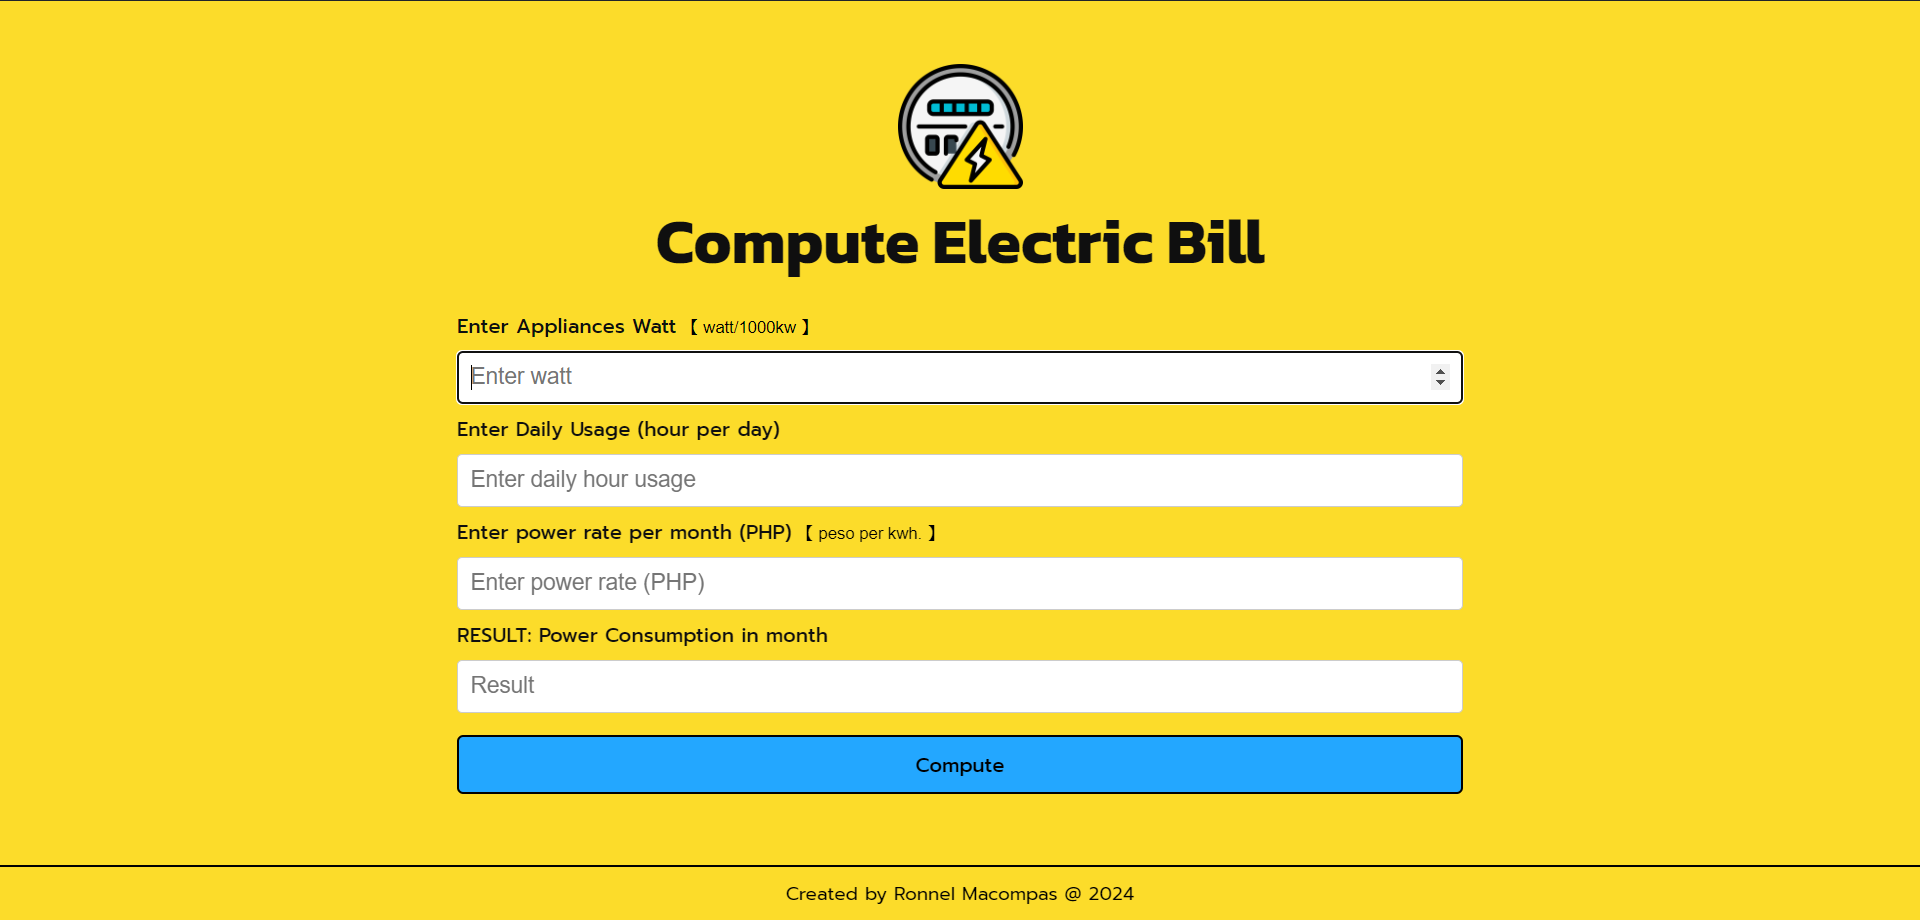 Compute Electric Bill
Enter Appliances Watt 【 watt/1000kw 】
Enter watt
Enter Daily Usage (hour per day)
Enter daily hour usage
Enter power rate per month (PHP) 【 peso per kwh. 】
Enter power rate (PHP)
RESULT: Power Consumption in month
Result
Compute
Created by Ronnel Macompas @ 2024